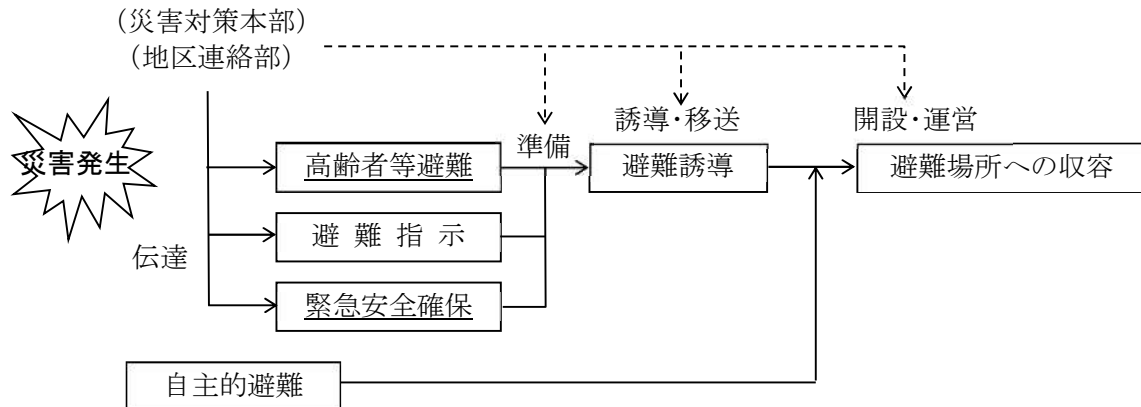 （災害対策本部）
（地区連絡部）
災害発生
伝達
高齢者等避難
避 難 指 示
緊急安全確保
準備
誘導・移送
避難誘導
開設・運営
避難場所への収容
自主的避難